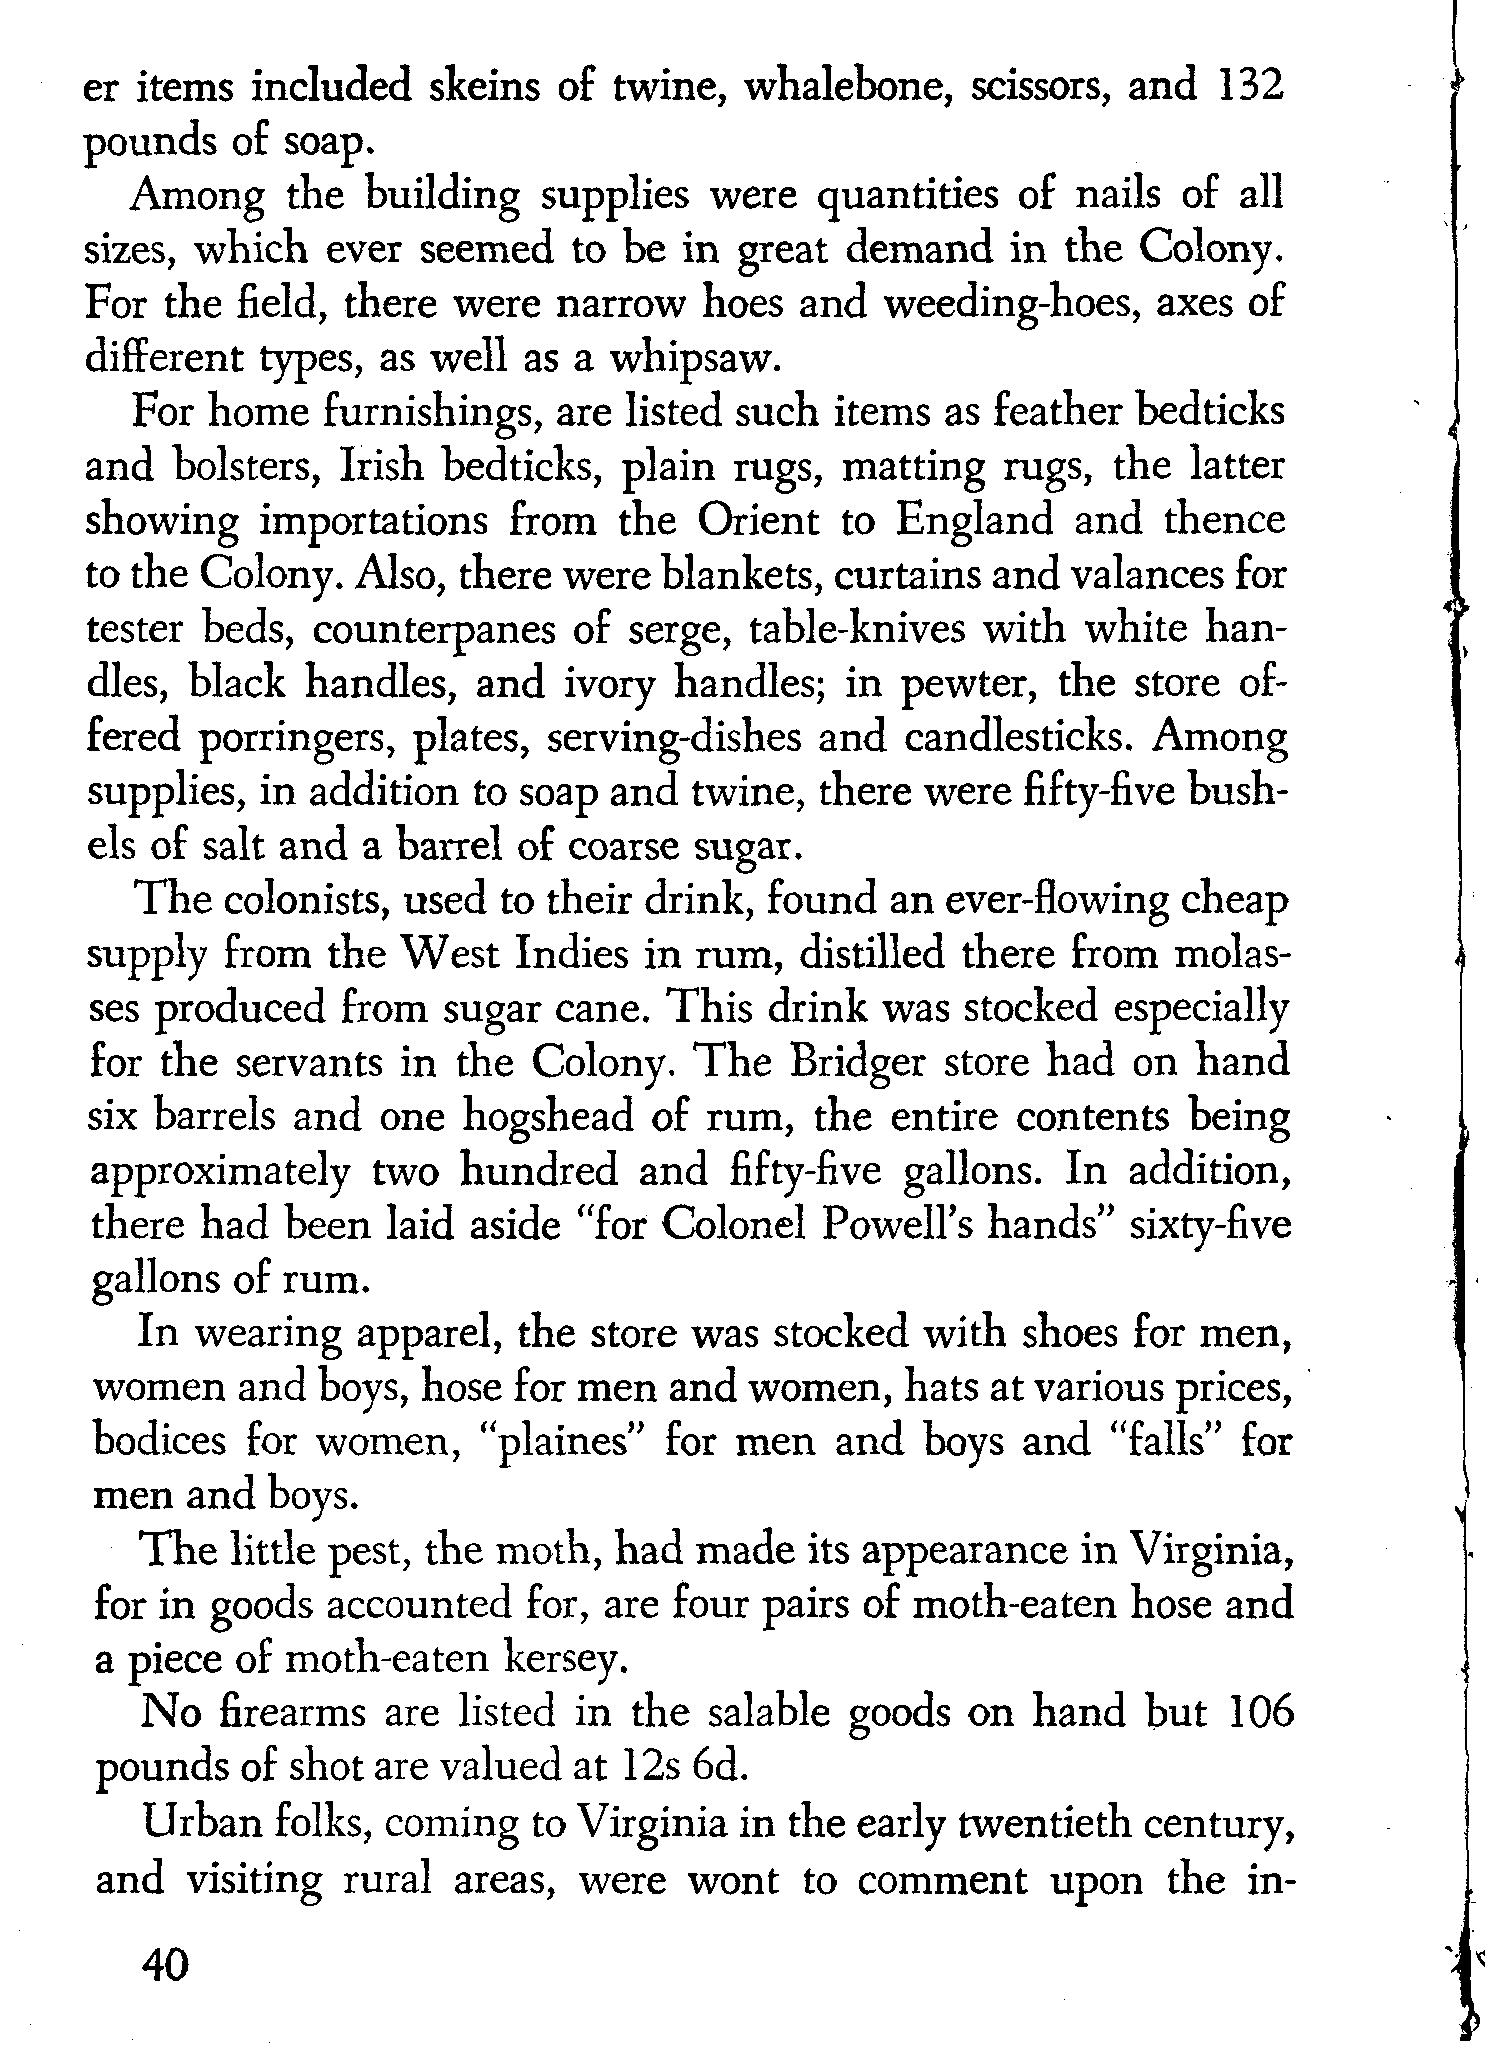 er items included skeins of twine, whalebone, scissors, and 132
pounds of soap.
Among the building supplies were quantities of nails of all
sizes, which ever seemed to be in great demand in the Colony.
For the field, there were narrow hoes and weeding-hoes, axes of
different types, as well as a whipsaw.
For home furnishings, are listed such items as feather bedticks
and bolsters, Irish bedticks, plain rugs, matting rugs, the latter
showing importations from the Orient to England and thence
to the Colony. Also, there were blankets, curtains and valances for
tester beds, counterpanes of serge, table-knives with white han-
dles, black handles, and ivory handles; in pewter, the store of-
fered porringers, plates, serving-dishes and candlesticks. Among
supplies, in addition to soap and twine, there were fifty-five bush-
els of salt and a barrel of coarse sugar.
The colonists, used to their drink, found an ever-flowing cheap
supply from the West Indies in rum, distilled there from molas-
ses produced from sugar cane. This drink was stocked especially
for the servants in the Colony. The Bridger store had on hand
six barrels and one hogshead of rum, the entire contents being
approximately two hundred and fifty-five gallons. In addition,
there had been laid aside "for Colonel Powell's hands" sixty-five
gallons of rum.
In wearing apparel, the store was stocked with shoes for men,
women and boys, hose for men and women, hats at various prices,
bodices for women, "plaines" for men and boys and "falls" for
men and boys.
The little pest, the moth, had made its appearance in Virginia,
for in goods accounted for, are four pairs of moth-eaten hose and
a piece of moth-eaten kersey.
No firearms are listed in the salable goods on hand but 106
pounds of shot are valued at 12s 6d.
Urban folks, coming to Virginia in the early twentieth century,
and visiting rural areas, were wont to comment upon the in-
40